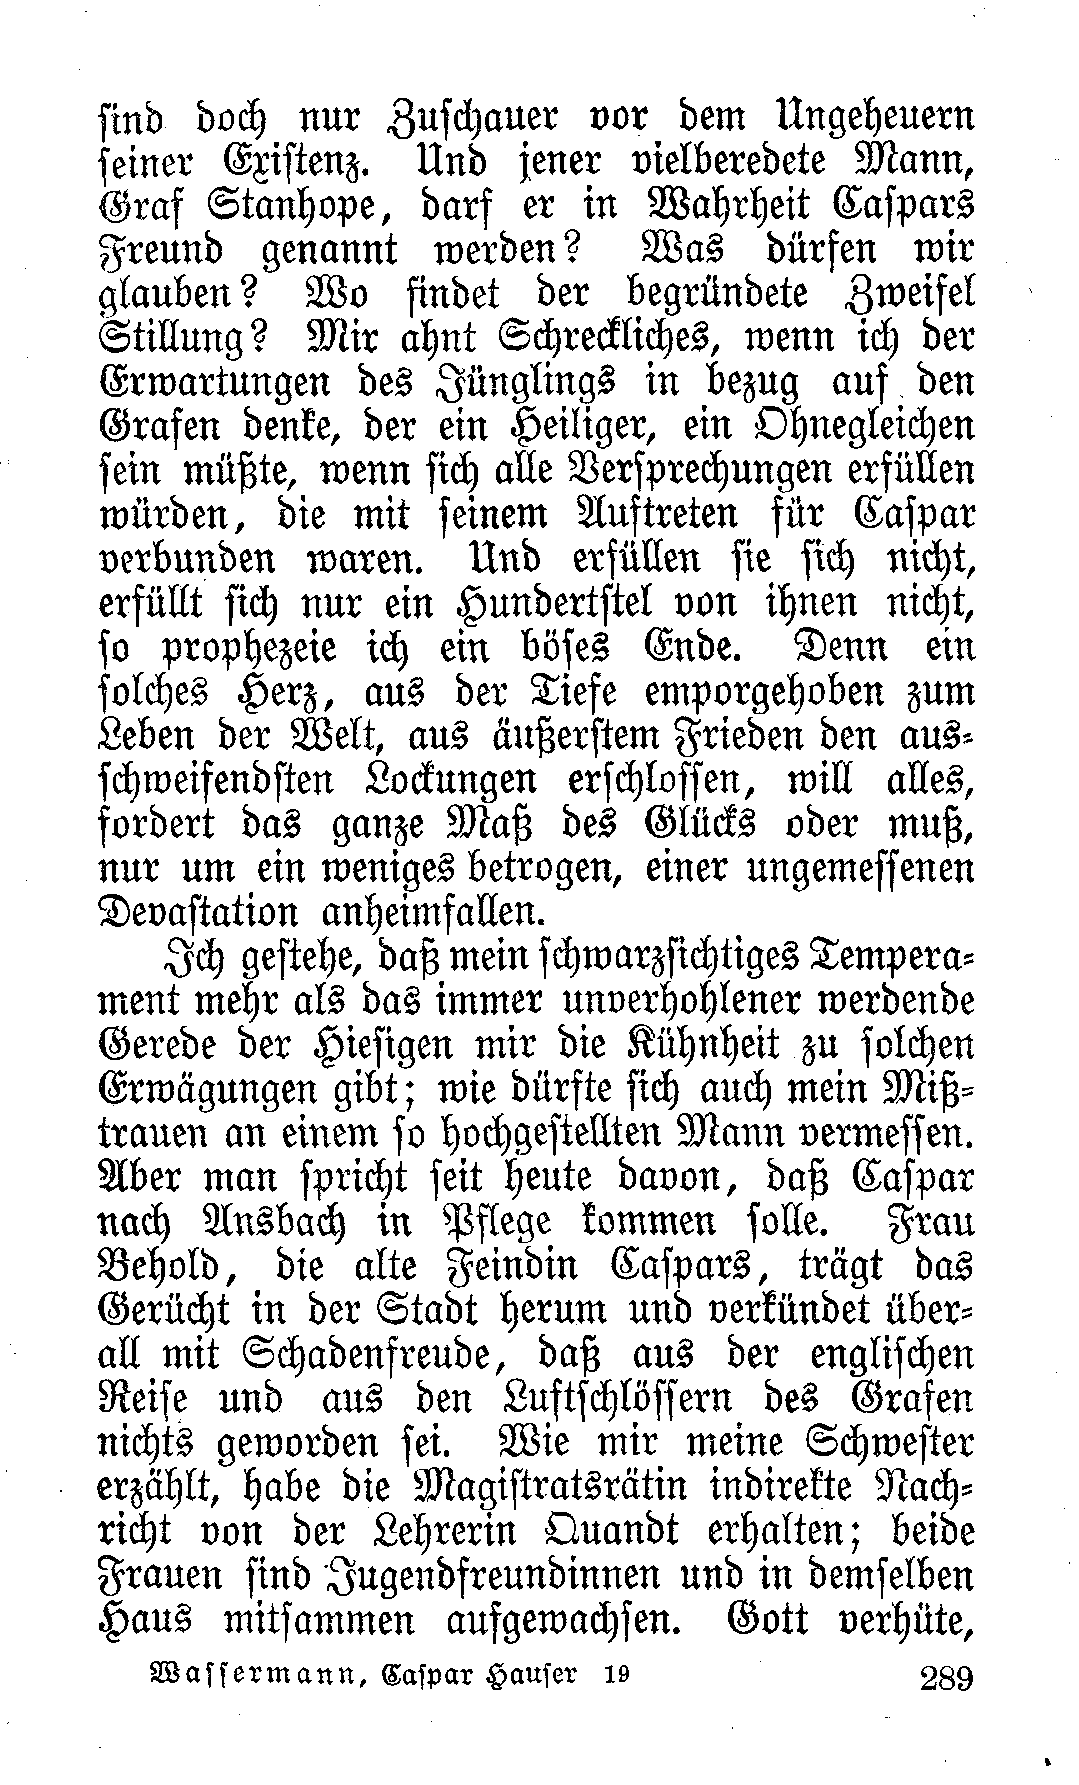 sind doch nur Zuschauer vor dem Ungeheuern
seiner Existenz. Und jener vielberedete Mann,
Graf Stanhope, darf er in Wahrheit Caspars
Freund genannt werden? Was dürfen wir
glauben? Wo findet der begründete Zweifel
Stillung? Mir ahnt Schreckliches, wenn ich der
Erwartungen des Jünglings in bezug auf den
Grafen denke, der ein Heiliger, ein Ohnegleichen
sein müßte, wenn sich alle Versprechungen erfüllen
würden, die mit seinem Auftreten für Caspar
verbunden waren. Und erfüllen sie sich nicht,
erfüllt sich nur ein Hundertstel von ihnen nicht,
so prophezeie ich ein böses Ende. Denn ein
solches Herz, aus der Tiefe emporgehoben zum
Leben der Welt, aus äußerstem Frieden den aus-
schweifendsten Lockungen erschlossen, will alles,
fordert das ganze Maß des Glücks oder muß,
nur um ein weniges betrogen, einer ungemessenen
Devastation anheimfallen.
Ich gestehe, daß mein schwarzsichtiges Tempera-
ment mehr als das immer unverhohlener werdende
Gerede der Hiesigen mir die Kühnheit zu solchen
Erwägungen gibt; wie dürfte sich auch mein Miß-
trauen an einem so hochgestellten Mann vermessen.
Aber man spricht seit heute davon, daß Caspar
nach Ansbach in Pflege kommen solle. Frau
Behold, die alte Feindin Caspars, trägt das
Gerücht in der Stadt herum und verkündet über-
all mit Schadenfreude, daß aus der englischen
Reise und aus den Luftschlössern des Grafen
nichts geworden sei. Wie mir meine Schwester
erzählt, habe die Magistratsrätin indirekte Nach-
richt von der Lehrerin Quandt erhalten; beide
Frauen sind Jugendfreundinnen und in demselben
Haus mitsammen aufgewachsen. Gott verhüte,
Wassermann, Caspar Hauser 19 289